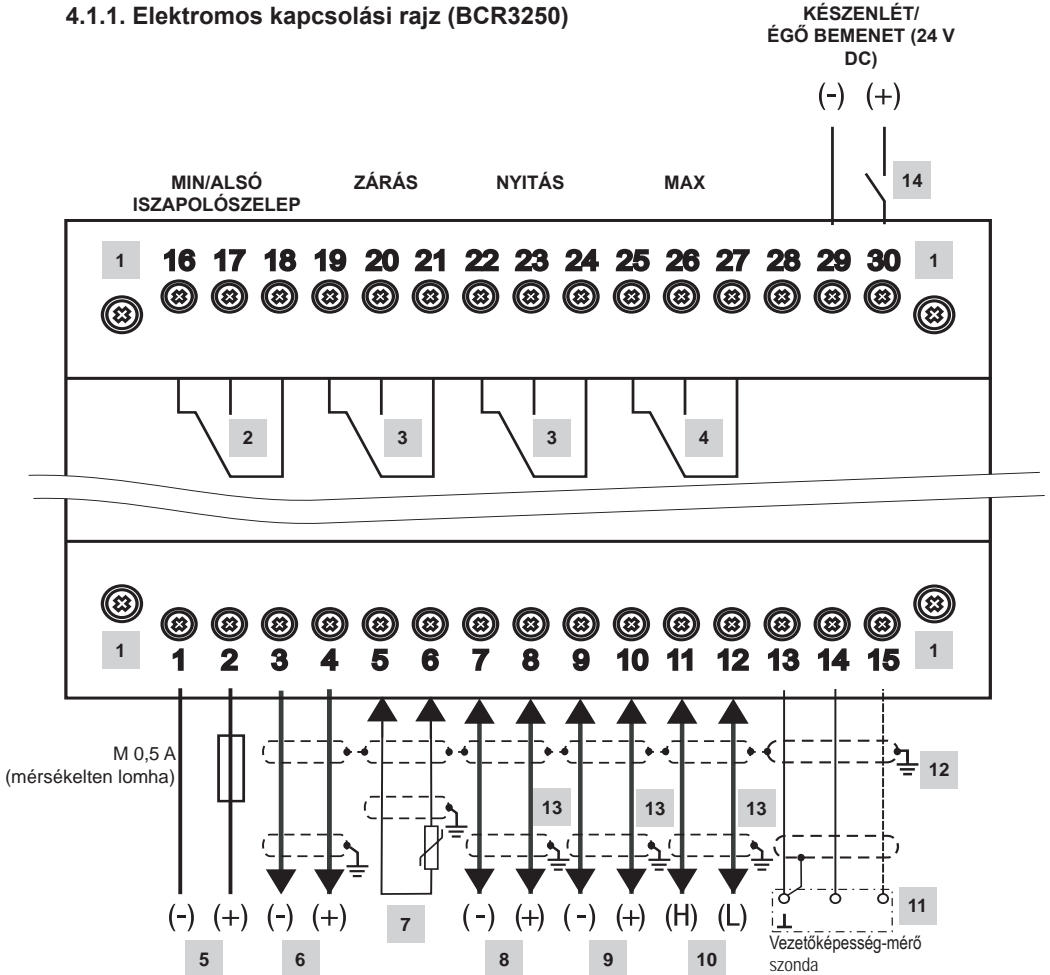 4.1.1. Elektromos kapcsolási rajz (BCR3250)
KÉSZENLÉT/
ÉGŐ BEMENET (24 V
DC)
(-) (+)
14
MIN/ALSÓ
ISZAPOLÓSZELEP
ZÁRÁS
NYITÁS
MAX
1 16 17 18 19 20 21 22 23 24 25 26 27 28 29 30 1
2 3 3 4
1 1 2 3 4 5 6 7 8 9 10 11 12 13 14 15 1
M 0,5 A
(mérsékelten lomha)
12
13 13 13
(-) (+) (-) (+) 7 (-) (+) (-) (+) (H) (L) 11
5 6 8 9 10
Vezetőképesség-mérő
szonda